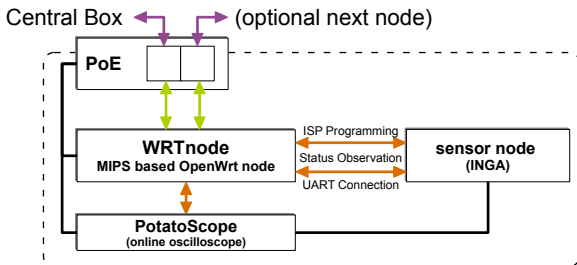 Central Box
(optional next node)
PoE
WRTnode
MIPS based OpenWrt node
ISP Programming
Status Observation
UART Connection
sensor node
(INGA)
PotatoScope
(online oscilloscope)